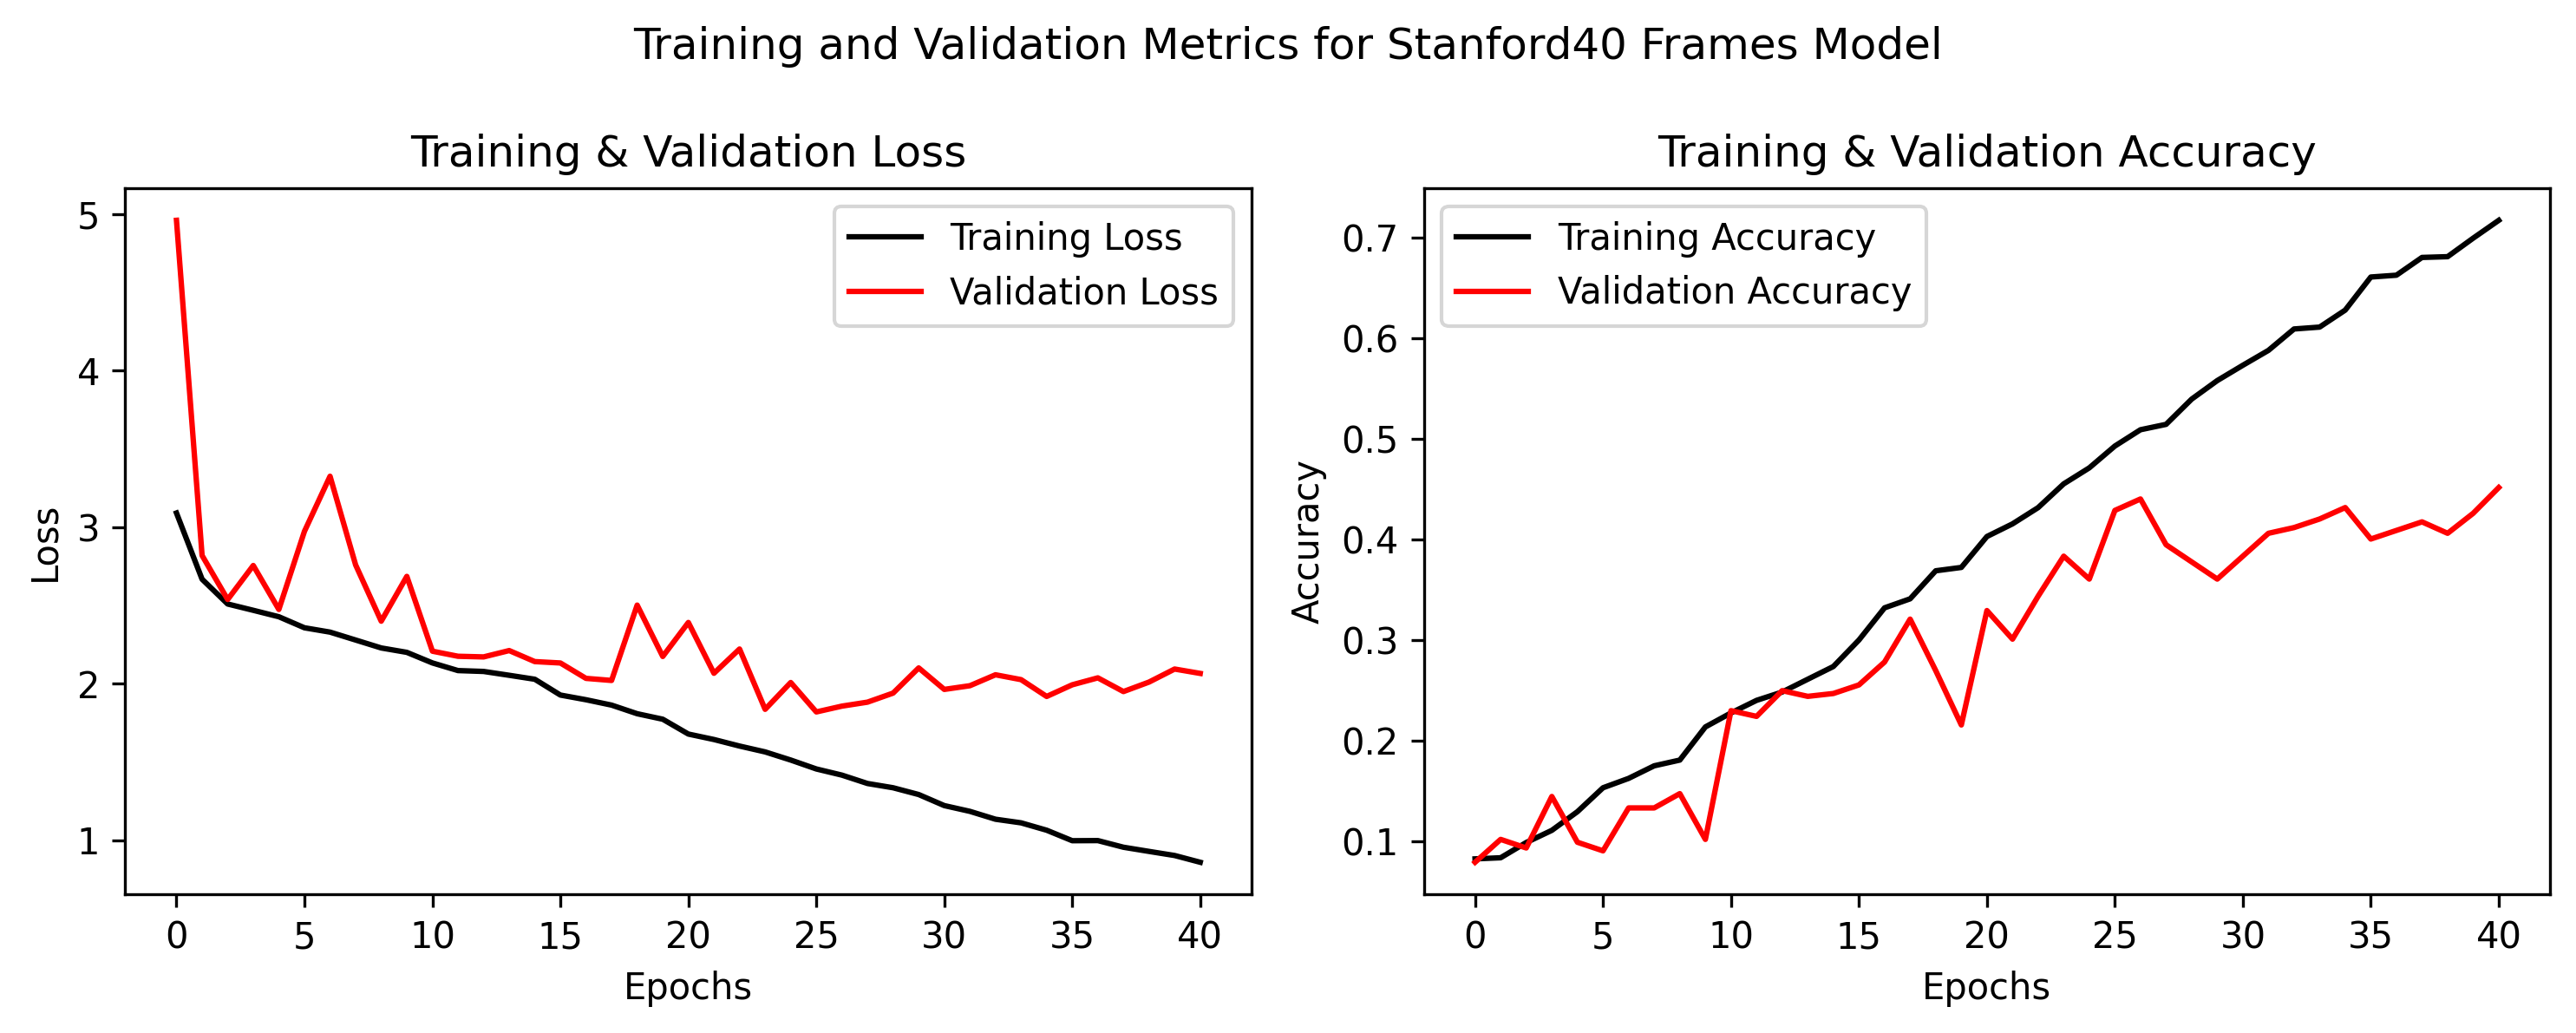 Training and Validation Metrics for Stanford40 Frames Model
Training & Validation Loss
5
4
3
2
1
Loss
Training Loss
Validation Loss
0 5 10 15 20 25 30 35 40
Epochs
Training & Validation Accuracy
0.7
0.6
0.5
0.4
0.3
0.2
0.1
Accuracy
Training Accuracy
Validation Accuracy
0 5 10 15 20 25 30 35 40
Epochs